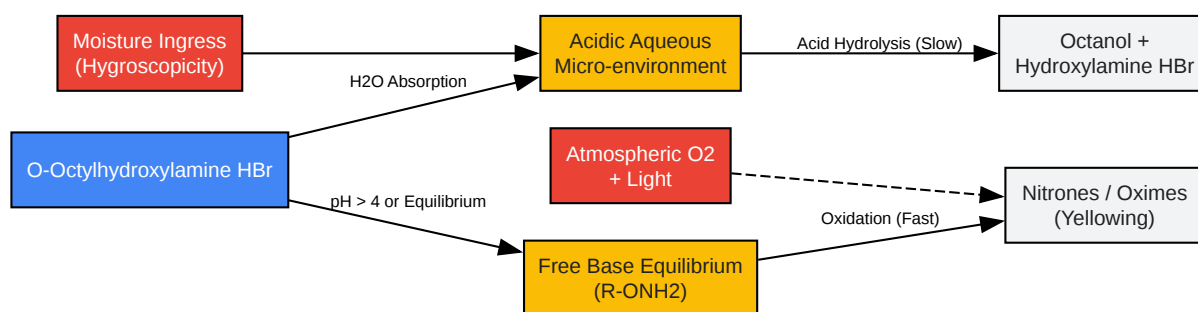 Moisture Ingress
(Hygroscopicity)
H2O Absorption
Acidic Aqueous
Micro-environment
Acid Hydrolysis (Slow)
Octanol +
Hydroxylamine HBr
O-Octylhydroxylamine HBr
pH > 4 or Equilibrium
Atmospheric O2
+ Light
Oxidation (Fast)
Nitrones / Oximes
(Yellowing)
Free Base Equilibrium
(R-ONH2)